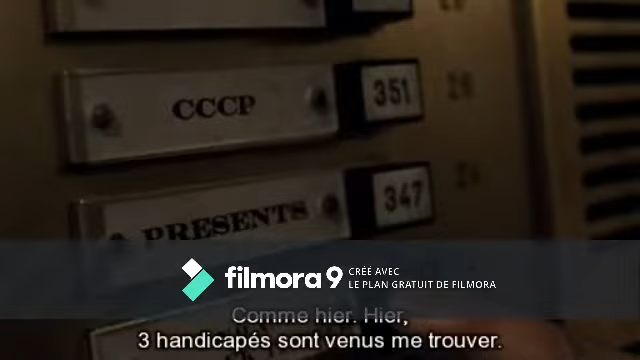 CCCP
351
26
PRESENTS
347
filmora 9
CRÉÉ AVEC
LE PLAN GRATUIT DE FILMORA
Comme hier. Hier,
3 handicapés sont venus me trouver.